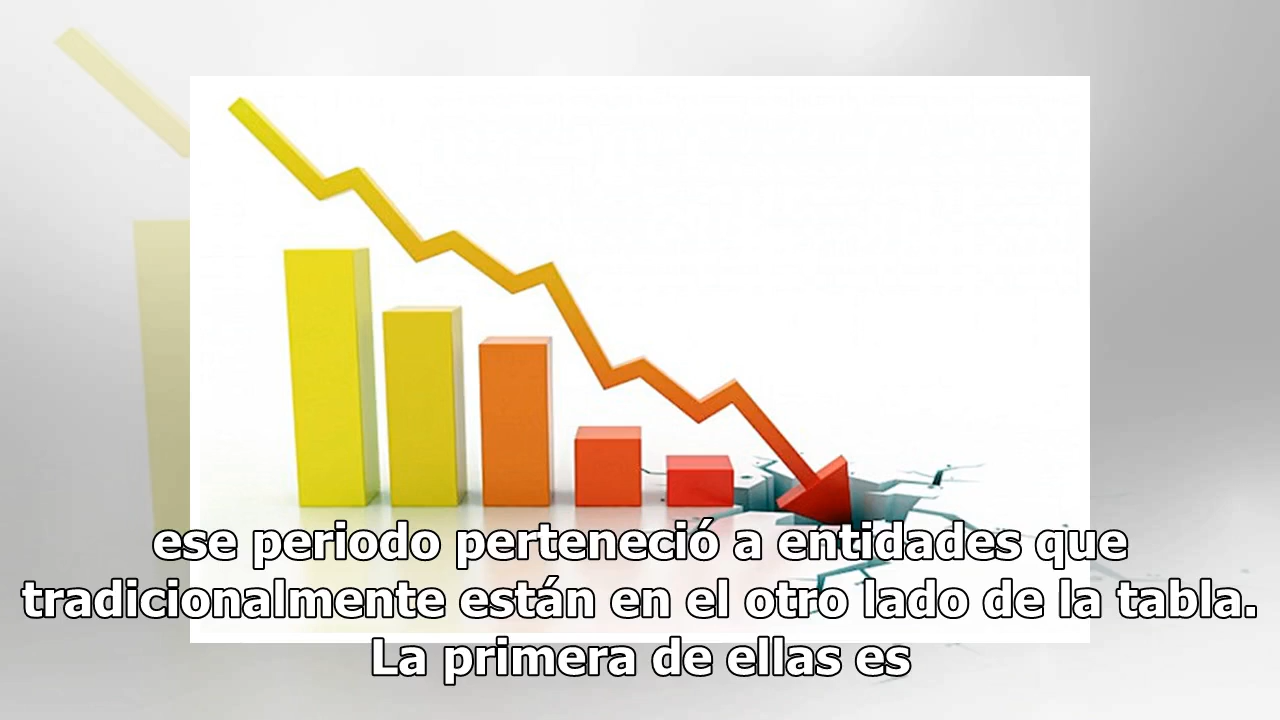 ese periodo perteneció a entidades que
tradicionalmente están en el otro lado de la tabla.
La primera de ellas es